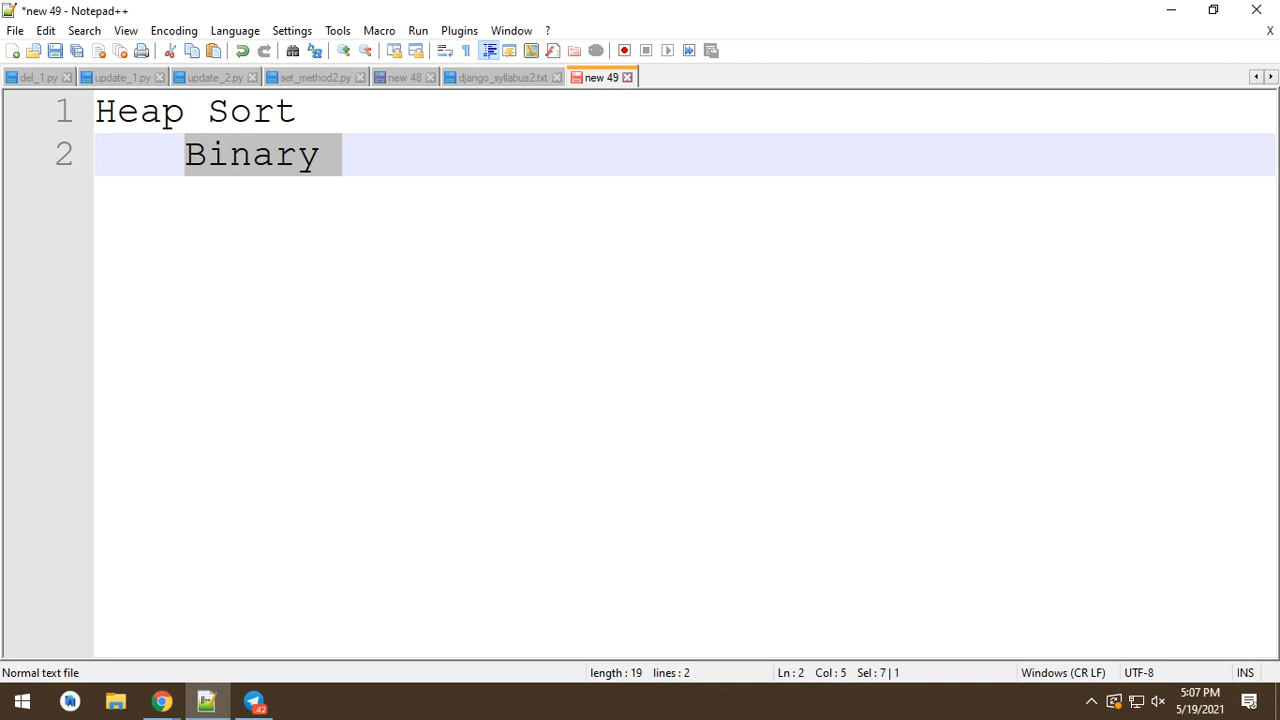 *new 49 - Notepad++
File Edit Search View Encoding Language Settings Tools Macro Run Plugins Window ? X
del_1.py update_1.py update_2.py set_method2.py new 48 django_syllabus2.txt new 49
1 Heap Sort
2 Binary
Normal text file length : 19 lines : 2 Ln : 2 Col : 5 Sel : 7 | 1 Windows (CR LF) UTF-8 INS
42 5:07 PM
5/19/2021